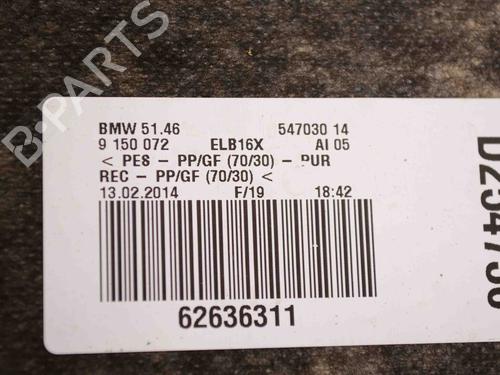 BMW 51.46 547030 14
9 150 072 ELB16X AI 05
< PES - PP/GF (70/30) - PUR
REC - PP/GF (70/30) <
13.02.2014 F/19 18:42
62636311
B-PARTS